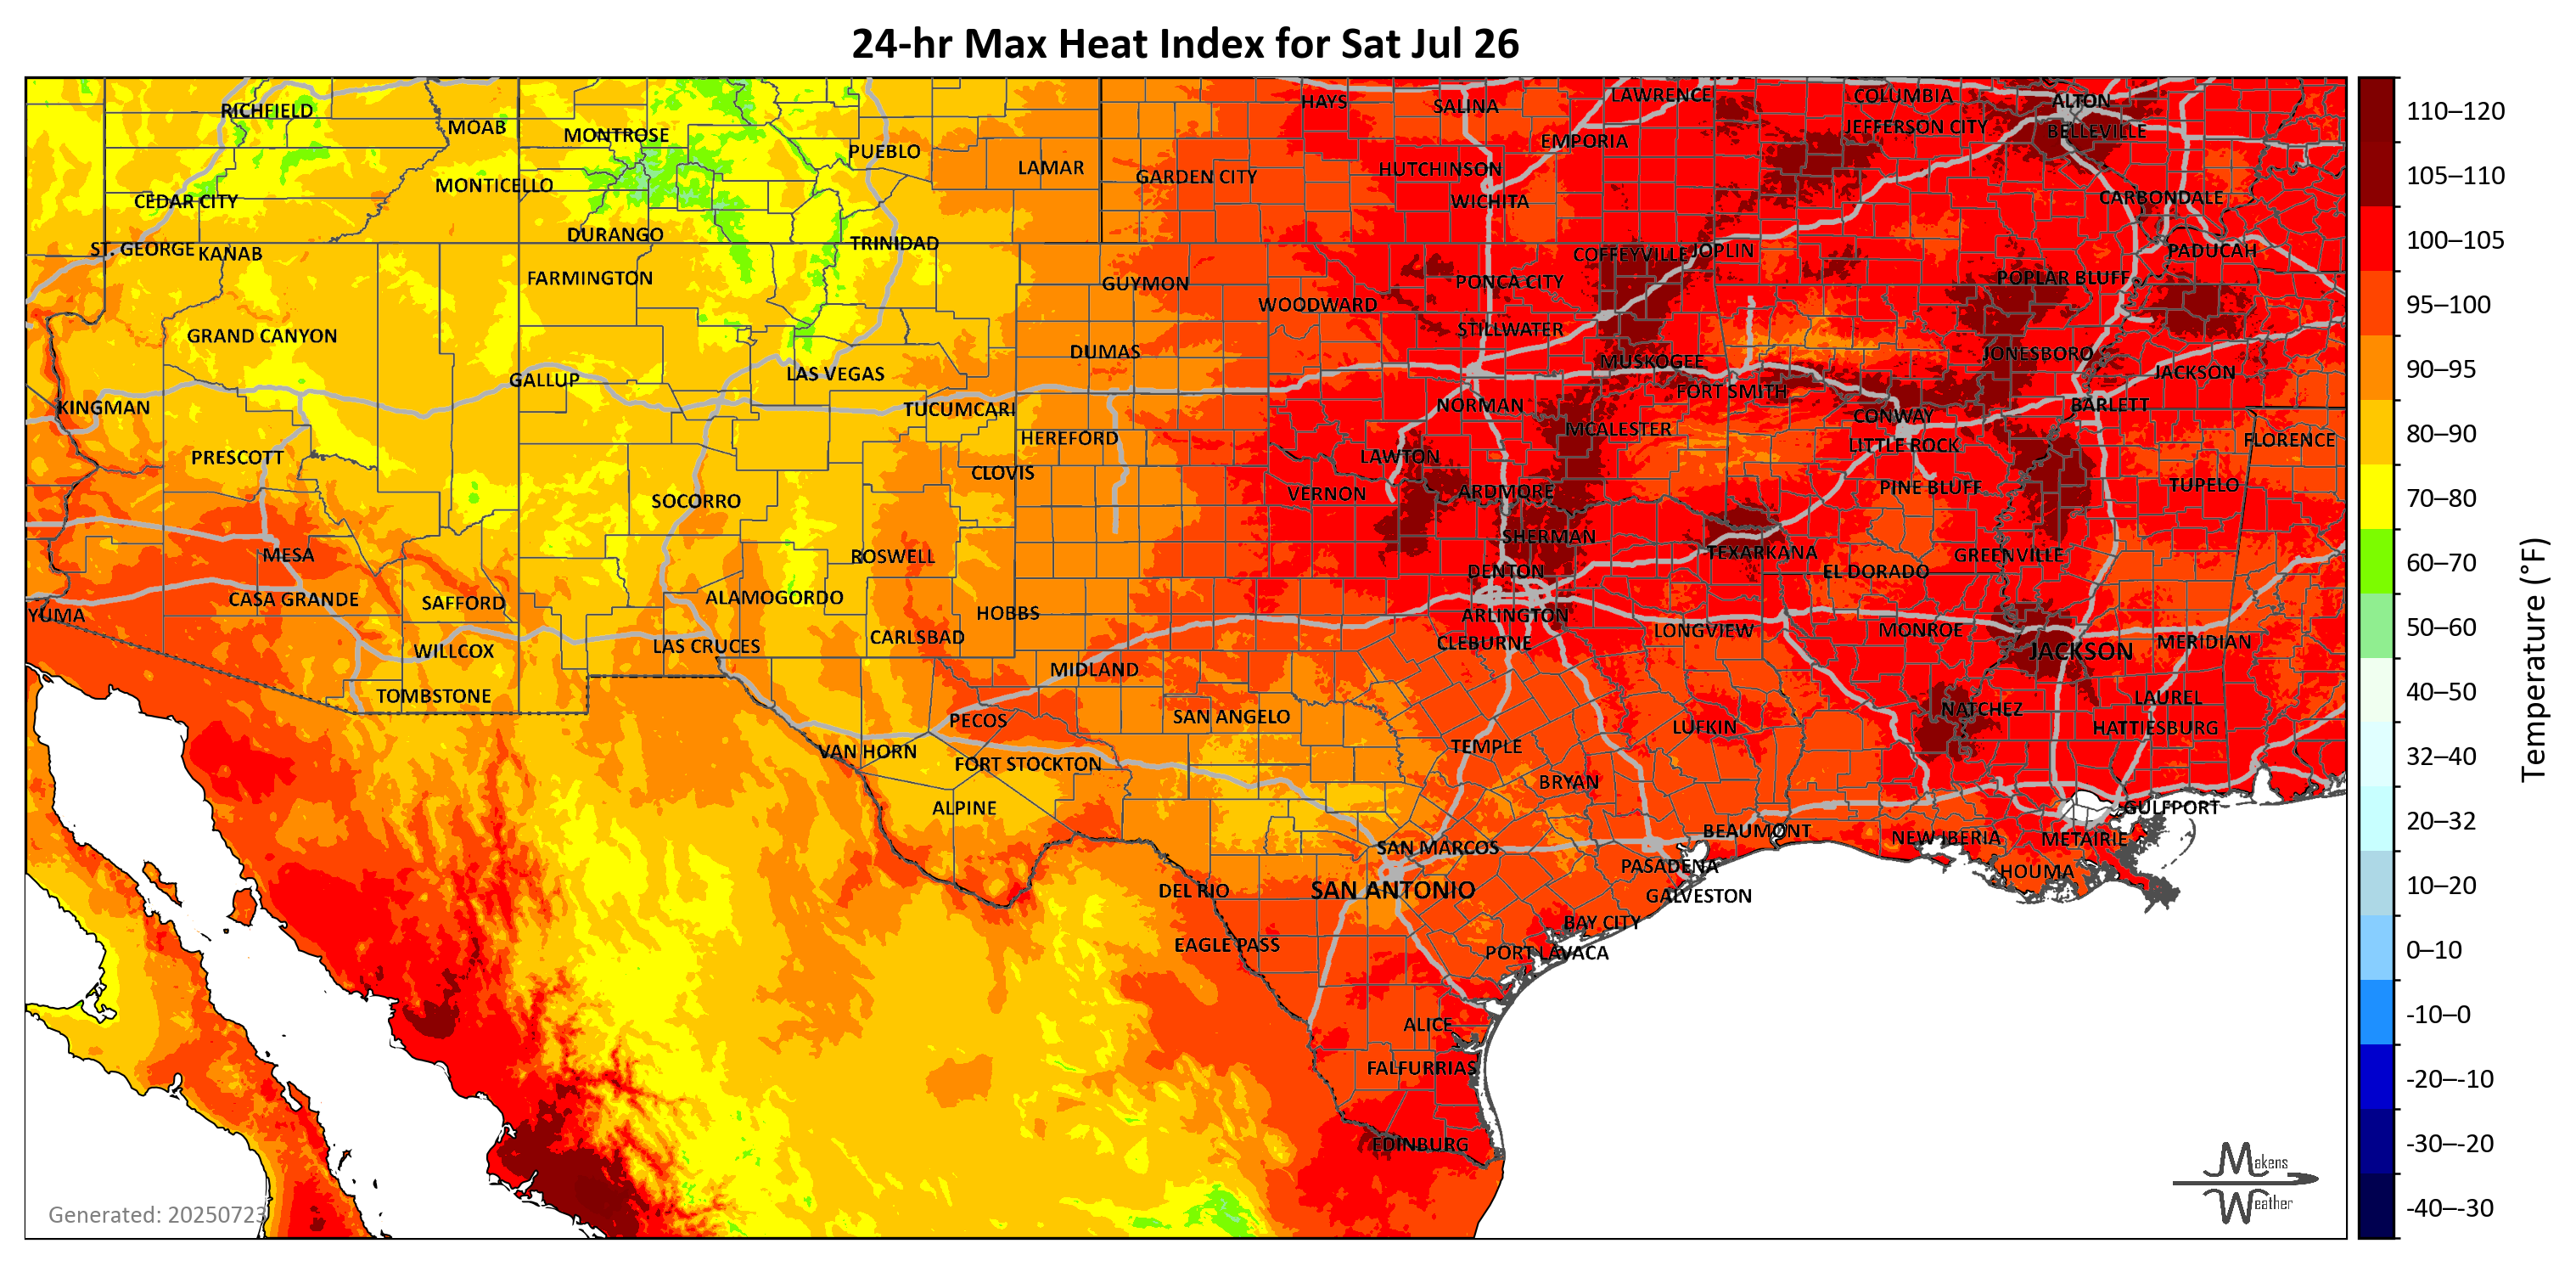 24-hr Max Heat Index for Sat Jul 26
RICHFIELD
MOAB
MONTROSE
PUEBLO
LAMAR
GARDEN CITY
HAYS
SALINA
LAWRENCE
EMPORIA
HUTCHINSON
WICHITA
COLUMBIA
JEFFERSON CITY
ALTON
BELLEVILLE
CARBONDALE
PADUCAH
CEDAR CITY
MONTICELLO
DURANGO
TRINIDAD
ST. GEORGE
KANAB
FARMINGTON
GUYMON
WOODWARD
PONCA CITY
COFFEYVILLE
JOPLIN
POPLAR BLUFF
GRAND CANYON
GALLUP
LAS VEGAS
DUMAS
STILLWATER
MUSKOGEE
FORT SMITH
JONESBORO
JACKSON
KINGMAN
TUCUMCARI
HEREFORD
CLOVIS
NORMAN
MCALESTER
CONWAY
LITTLE ROCK
BARLETT
FLORENCE
PRESCOTT
SOCORRO
LAWTON
VERNON
ARDMORE
PINE BLUFF
TUPELO
MESA
ROSWELL
SHERMAN
DENTON
TEXARKANA
EL DORADO
GREENVILLE
YUMA
CASA GRANDE
SAFFORD
ALAMOGORDO
HOBBS
CARLSBAD
ARLINGTON
CLEBURNE
LONGVIEW
MONROE
JACKSON
MERIDIAN
WILLCOX
LAS CRUCES
MIDLAND
TOMBSTONE
PECOS
SAN ANGELO
LUFKIN
NATCHEZ
LAUREL
HATTIESBURG
VAN HORN
FORT STOCKTON
TEMPLE
BRYAN
ALPINE
SAN MARCOS
BEAUMONT
NEW IBERIA
METAIRIE
GULFPORT
HOUMA
DEL RIO
SAN ANTONIO
PASADENA
GALVESTON
EAGLE PASS
BAY CITY
PORT LAVACA
ALICE
FALFURRIAS
EDINBURG
Generated: 20250723
Makens
Weather
110–120
105–110
100–105
95–100
90–95
80–90
70–80
60–70
50–60
40–50
32–40
20–32
10–20
0–10
-10–0
-20–-10
-30–-20
-40–-30
Temperature (°F)